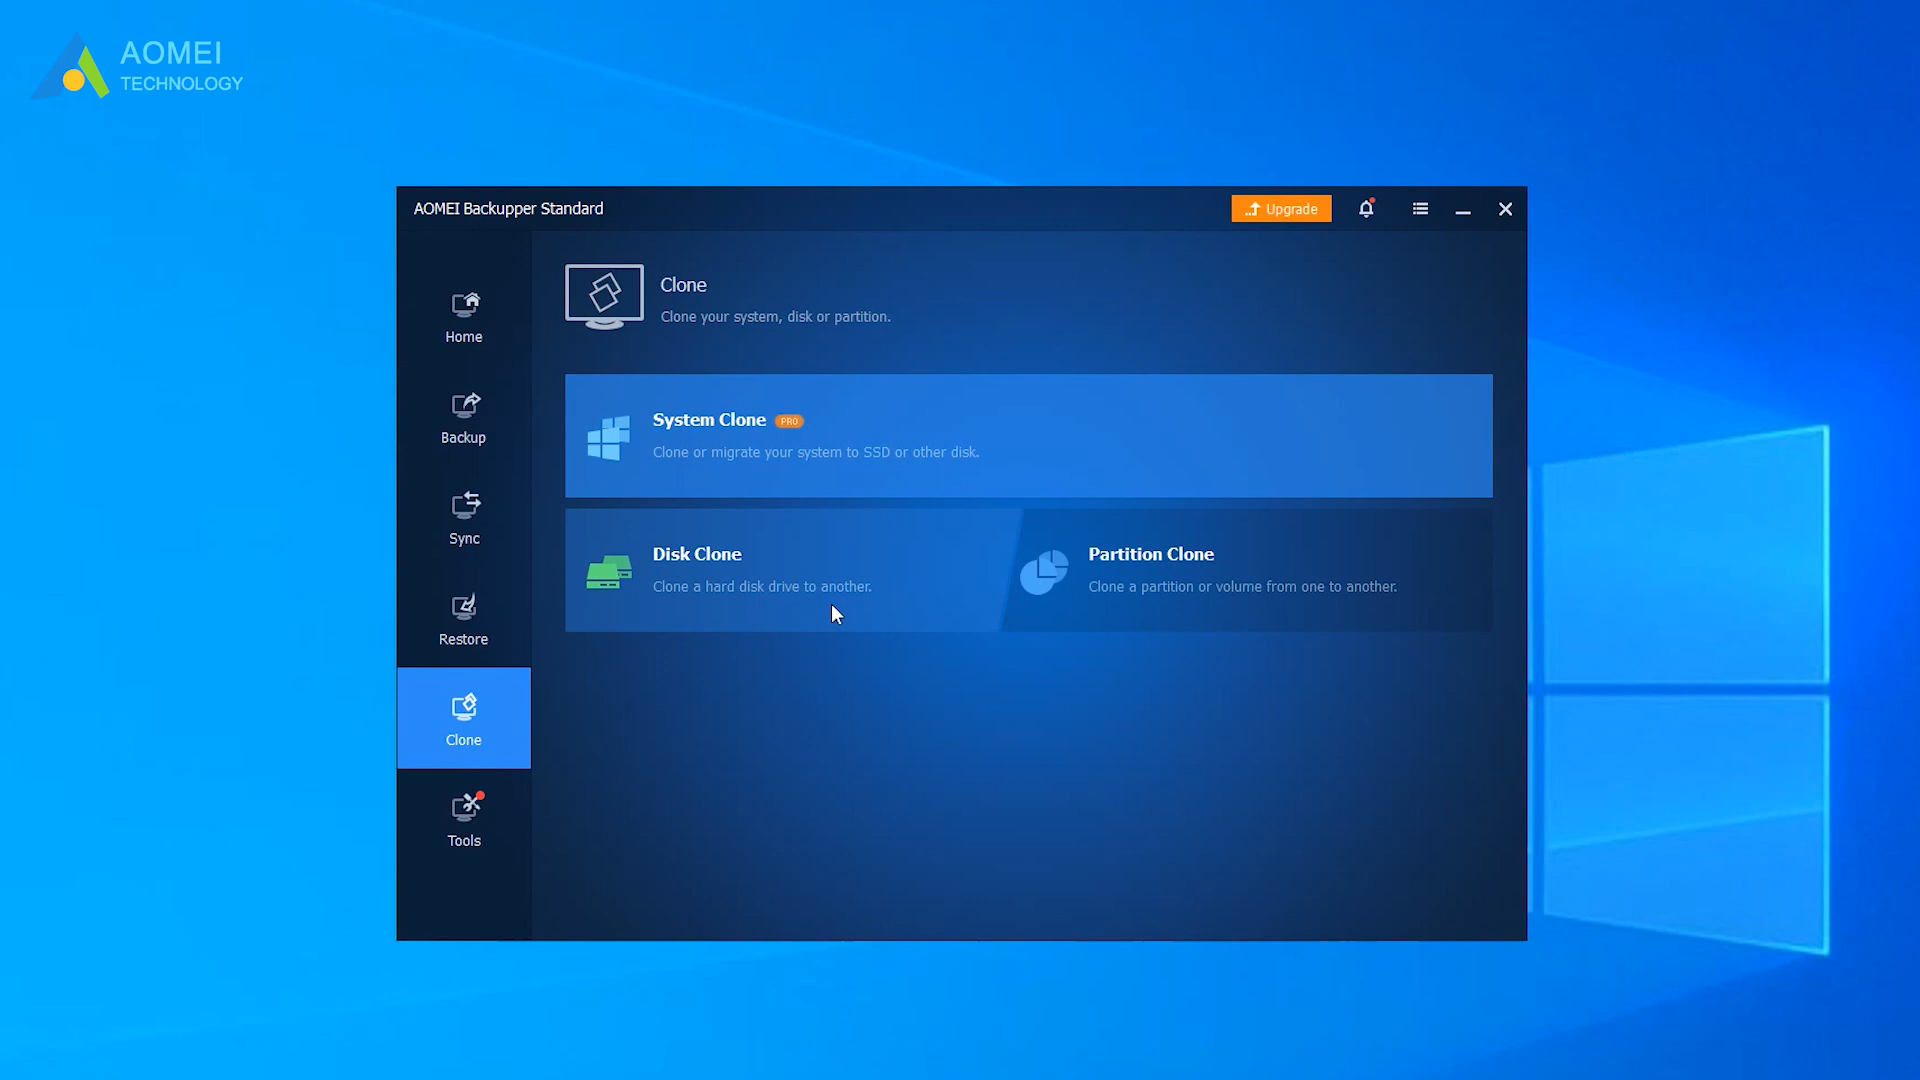 AOMEI
TECHNOLOGY
AOMEI Backupper Standard
Upgrade
Home
Backup
Sync
Restore
Clone
Tools
Clone
Clone your system, disk or partition.
System Clone PRO
Clone or migrate your system to SSD or other disk.
Disk Clone
Clone a hard disk drive to another.
Partition Clone
Clone a partition or volume from one to another.